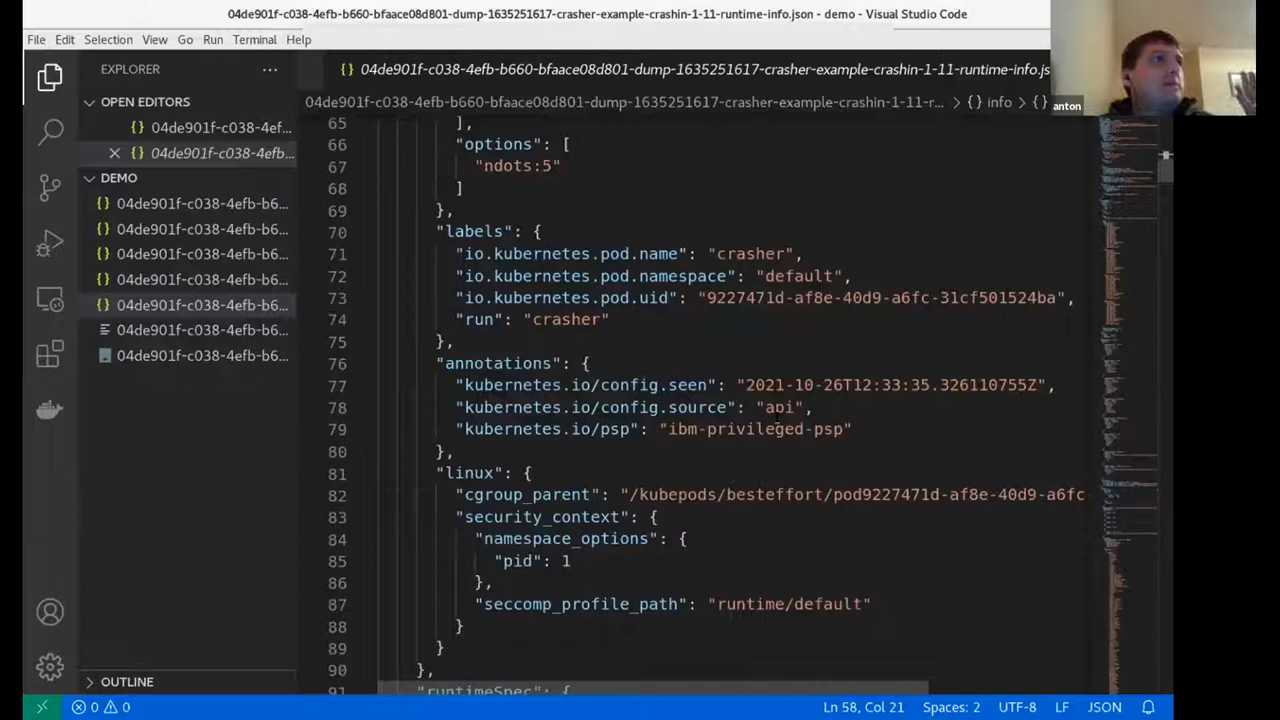 04de901f-c038-4efb-b660-bfaace08d801-dump-1635251617-crasher-example-crashin-1-11-runtime-info.json - demo - Visual Studio Code
File Edit Selection View Go Run Terminal Help
EXPLORER
OPEN EDITORS
{} 04de901f-c038-4ef...
{} 04de901f-c038-4efb...
DEMO
{} 04de901f-c038-4efb-b6...
{} 04de901f-c038-4efb-b6...
{} 04de901f-c038-4efb-b6...
{} 04de901f-c038-4efb-b6...
{} 04de901f-c038-4efb-b6...
04de901f-c038-4efb-b6...
04de901f-c038-4efb-b6...
OUTLINE
{} 04de901f-c038-4efb-b660-bfaace08d801-dump-1635251617-crasher-example-crashin-1-11-runtime-info.js
04de901f-c038-4efb-b660-bfaace08d801-dump-1635251617-crasher-example-crashin-1-11-r... > {} info > {}
anton
65 ],
66 "options": [
67 "ndots:5"
68 ]
69 },
70 "labels": {
71 "io.kubernetes.pod.name": "crasher",
72 "io.kubernetes.pod.namespace": "default",
73 "io.kubernetes.pod.uid": "9227471d-af8e-40d9-a6fc-31cf501524ba",
74 "run": "crasher"
75 },
76 "annotations": {
77 "kubernetes.io/config.seen": "2021-10-26T12:33:35.326110755Z",
78 "kubernetes.io/config.source": "api",
79 "kubernetes.io/psp": "ibm-privileged-psp"
80 },
81 "linux": {
82 "cgroup_parent": "/kubepods/besteffort/pod9227471d-af8e-40d9-a6fc
83 "security_context": {
84 "namespace_options": {
85 "pid": 1
86 },
87 "seccomp_profile_path": "runtime/default"
88 }
89 }
90 },
91 "runtimeSpec": {
0 0 Ln 58, Col 21 Spaces: 2 UTF-8 LF JSON